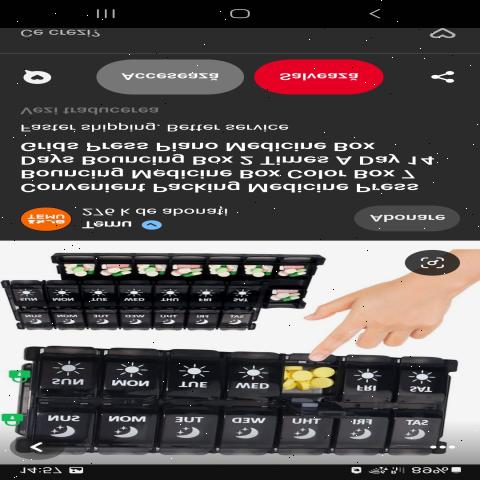 14:57 89%
SUN MON TUE WED THU FRI SAT
SUN MON TUE WED FRI SAT
SUN MON TUE WED THU FRI SAT
SUN MON TUE WED THU FRI SAT
TEMU
Temu
276 k de abonați
Abonare
Convenient Packing Medicine Press
Bouncing Medicine Box Color Box 7
Days Bouncing Box 2 Times A Day 14
Grids Press Piano Medicine Box
Faster shipping. Better service
Vezi traducerea
Accesează Salvează
Ce crezi?